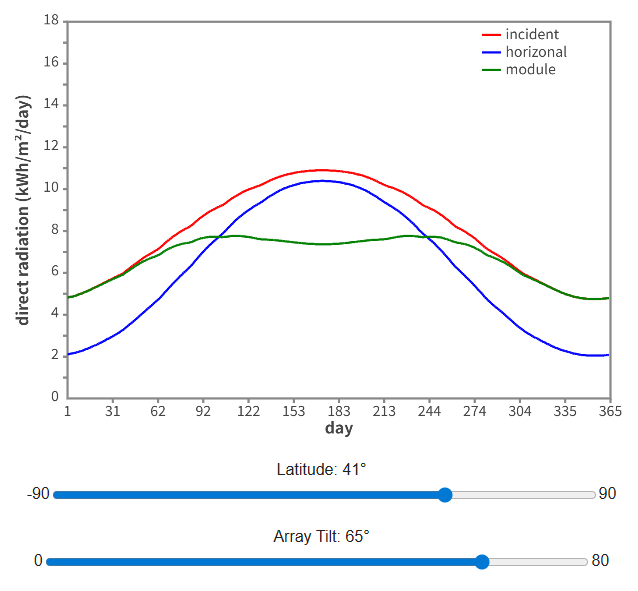 18
16
14
12
10
8
6
4
2
0
direct radiation (kWh/m²/day)
incident
horizonal
module
1 31 62 92 122 153 183 213 244 274 304 335 365
day
Latitude: 41°
-90 90
Array Tilt: 65°
0 80